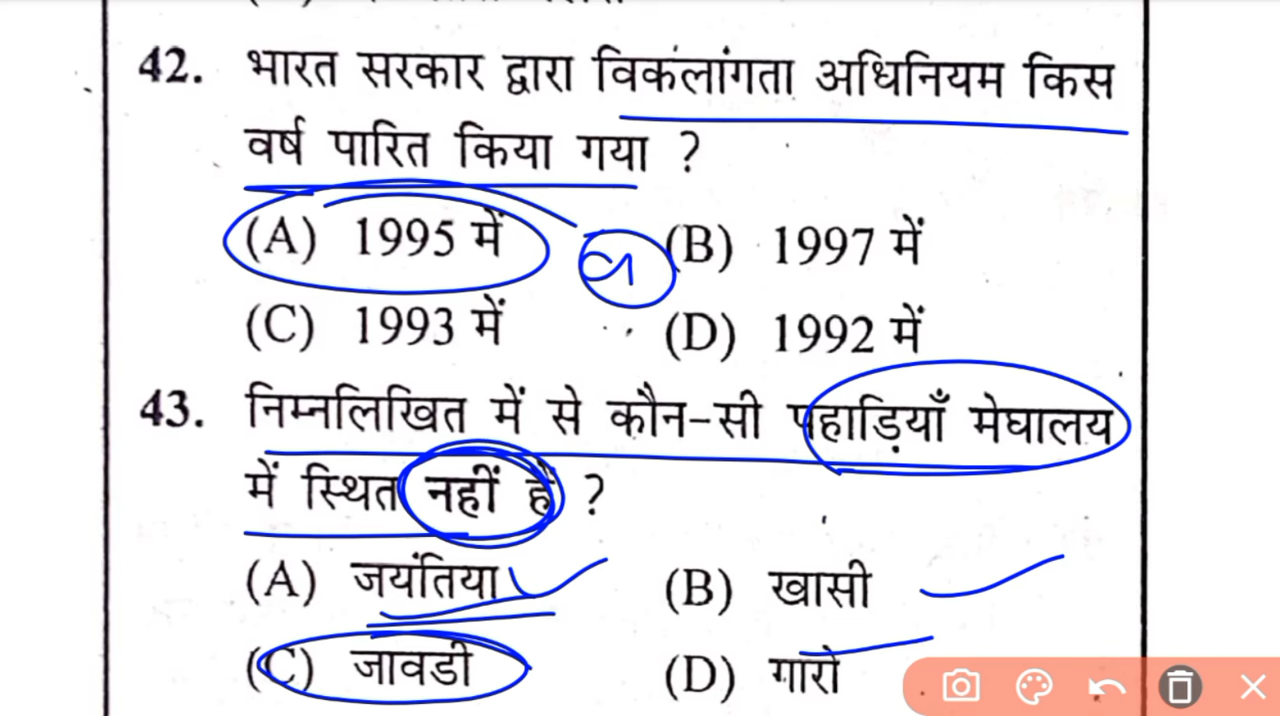 42. भारत सरकार द्वारा विकलांगता अधिनियम किस
वर्ष पारित किया गया ?
(A) 1995 में (B) 1997 में
(C) 1993 में (D) 1992 में
43. निम्नलिखित में से कौन-सी पहाड़ियाँ मेघालय
में स्थित नहीं है ?
(A) जयंतिया (B) खासी
(C) जावडी (D) गारो